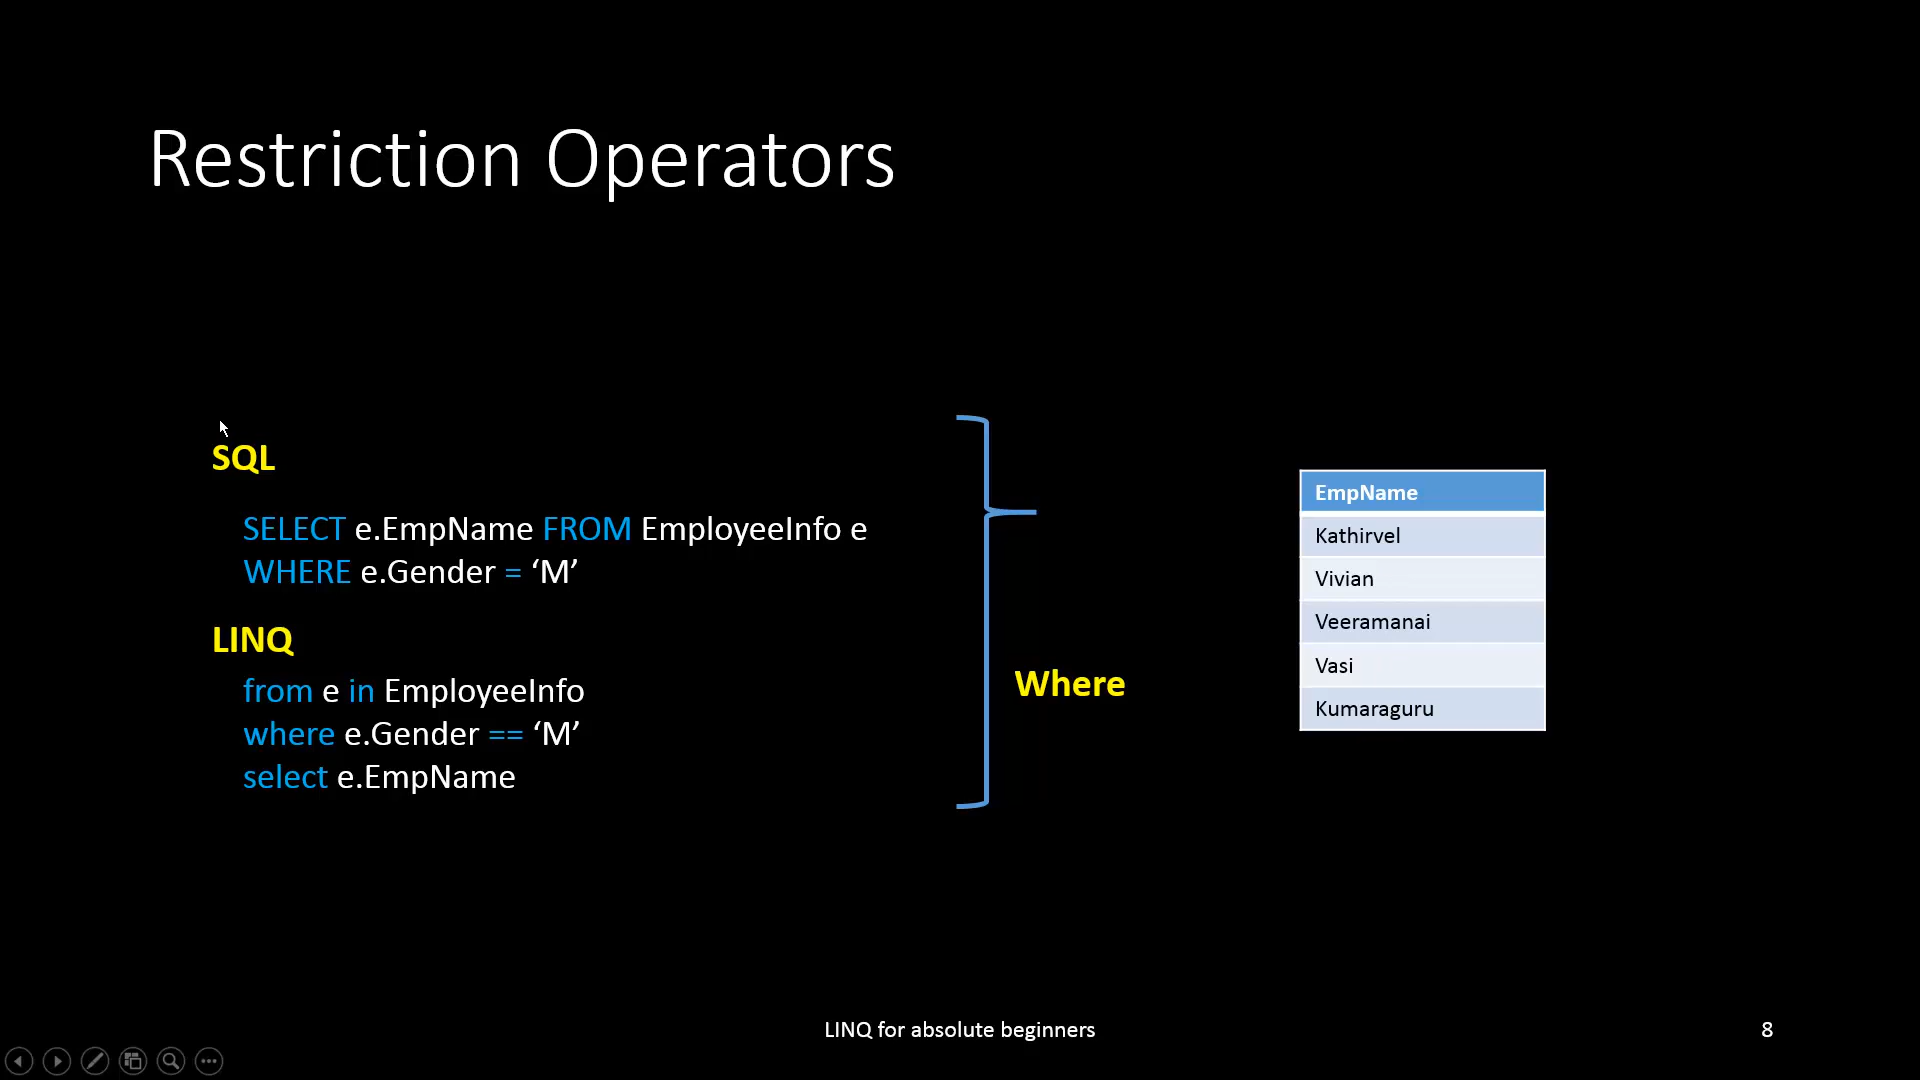 Restriction Operators
SQL
SELECT e.EmpName FROM EmployeeInfo e
WHERE e.Gender = ‘M’
LINQ
from e in EmployeeInfo
where e.Gender == ‘M’
select e.EmpName
Where
EmpName
Kathirvel
Vivian
Veeramanai
Vasi
Kumaraguru
LINQ for absolute beginners
8